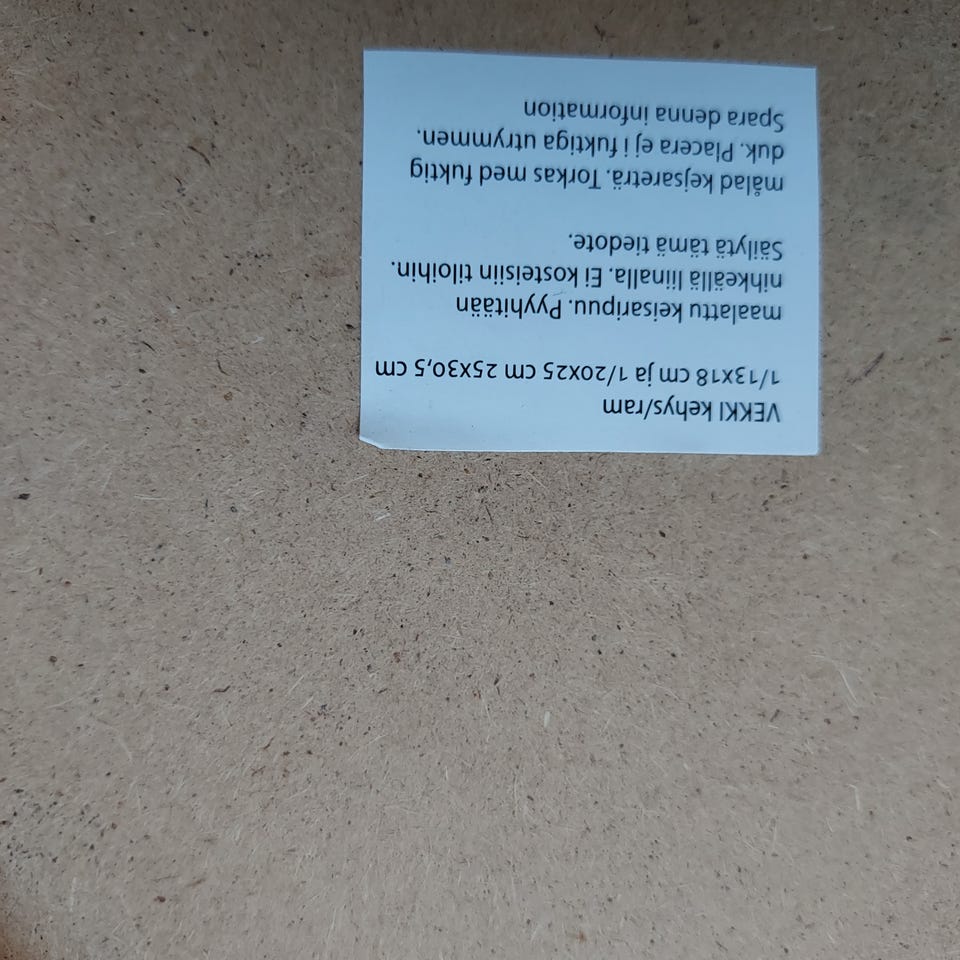 VEKKI kehys/ram
1/13X18 cm ja 1/20X25 cm 25X30,5 cm
maalattu keisaripuu. Pyyhitään
nihkeällä liinalla. Ei kosteisiin tiloihin.
Säilytä tämä tiedote.
målad kejsareträ. Torkas med fuktig
duk. Placera ej i fuktiga utrymmen.
Spara denna information